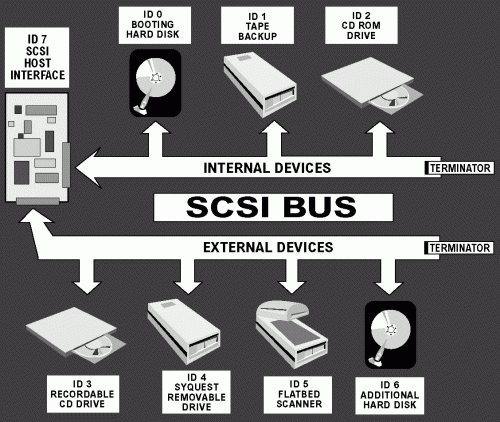 ID 7
SCSI
HOST
INTERFACE
ID 0
BOOTING
HARD DISK
ID 1
TAPE
BACKUP
ID 2
CD ROM
DRIVE
INTERNAL DEVICES
TERMINATOR
SCSI BUS
EXTERNAL DEVICES
TERMINATOR
ID 3
RECORDABLE
CD DRIVE
ID 4
SYQUEST
REMOVABLE
DRIVE
ID 5
FLATBED
SCANNER
ID 6
ADDITIONAL
HARD DISK